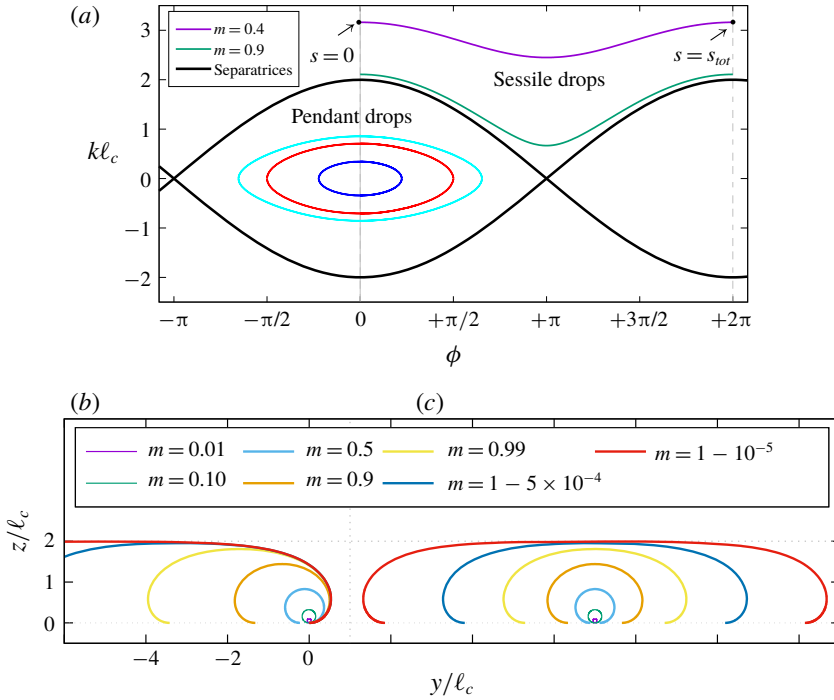 (a)
m = 0.4
m = 0.9
Separatrices
s = 0
s = s_tot
Sessile drops
Pendant drops
kℓ_c
3
2
1
0
−1
−2
−π
−π/2
0
+π/2
+π
+3π/2
+2π
ϕ
(b)
(c)
m = 0.01
m = 0.5
m = 0.99
m = 1 − 10⁻⁵
m = 0.10
m = 0.9
m = 1 − 5 × 10⁻⁴
z/ℓ_c
2
1
0
−4
−2
0
y/ℓ_c